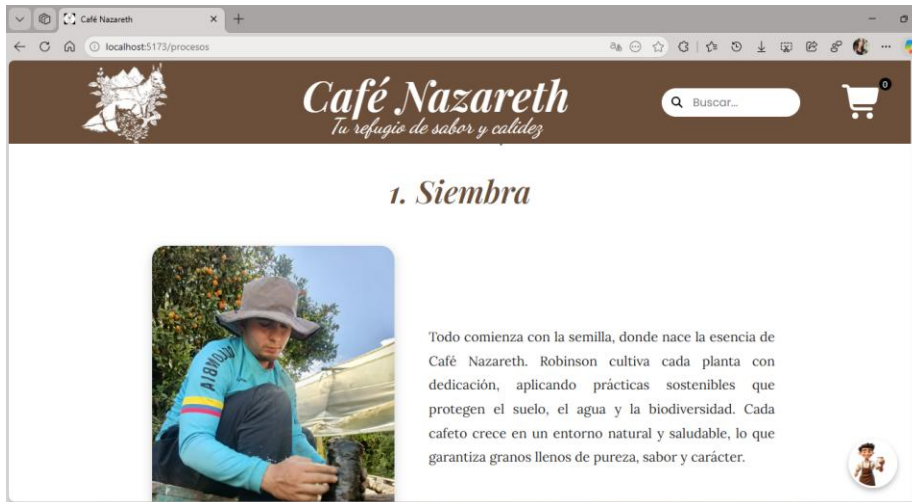 Café Nazareth
localhost:5173/procesos
Café Nazareth
Tu refugio de sabor y calidez
Buscar...
0
1. Siembra
COLOMBIA
Todo comienza con la semilla, donde nace la esencia de
Café Nazareth. Robinson cultiva cada planta con
dedicación, aplicando prácticas sostenibles que
protegen el suelo, el agua y la biodiversidad. Cada
cafeto crece en un entorno natural y saludable, lo que
garantiza granos llenos de pureza, sabor y carácter.